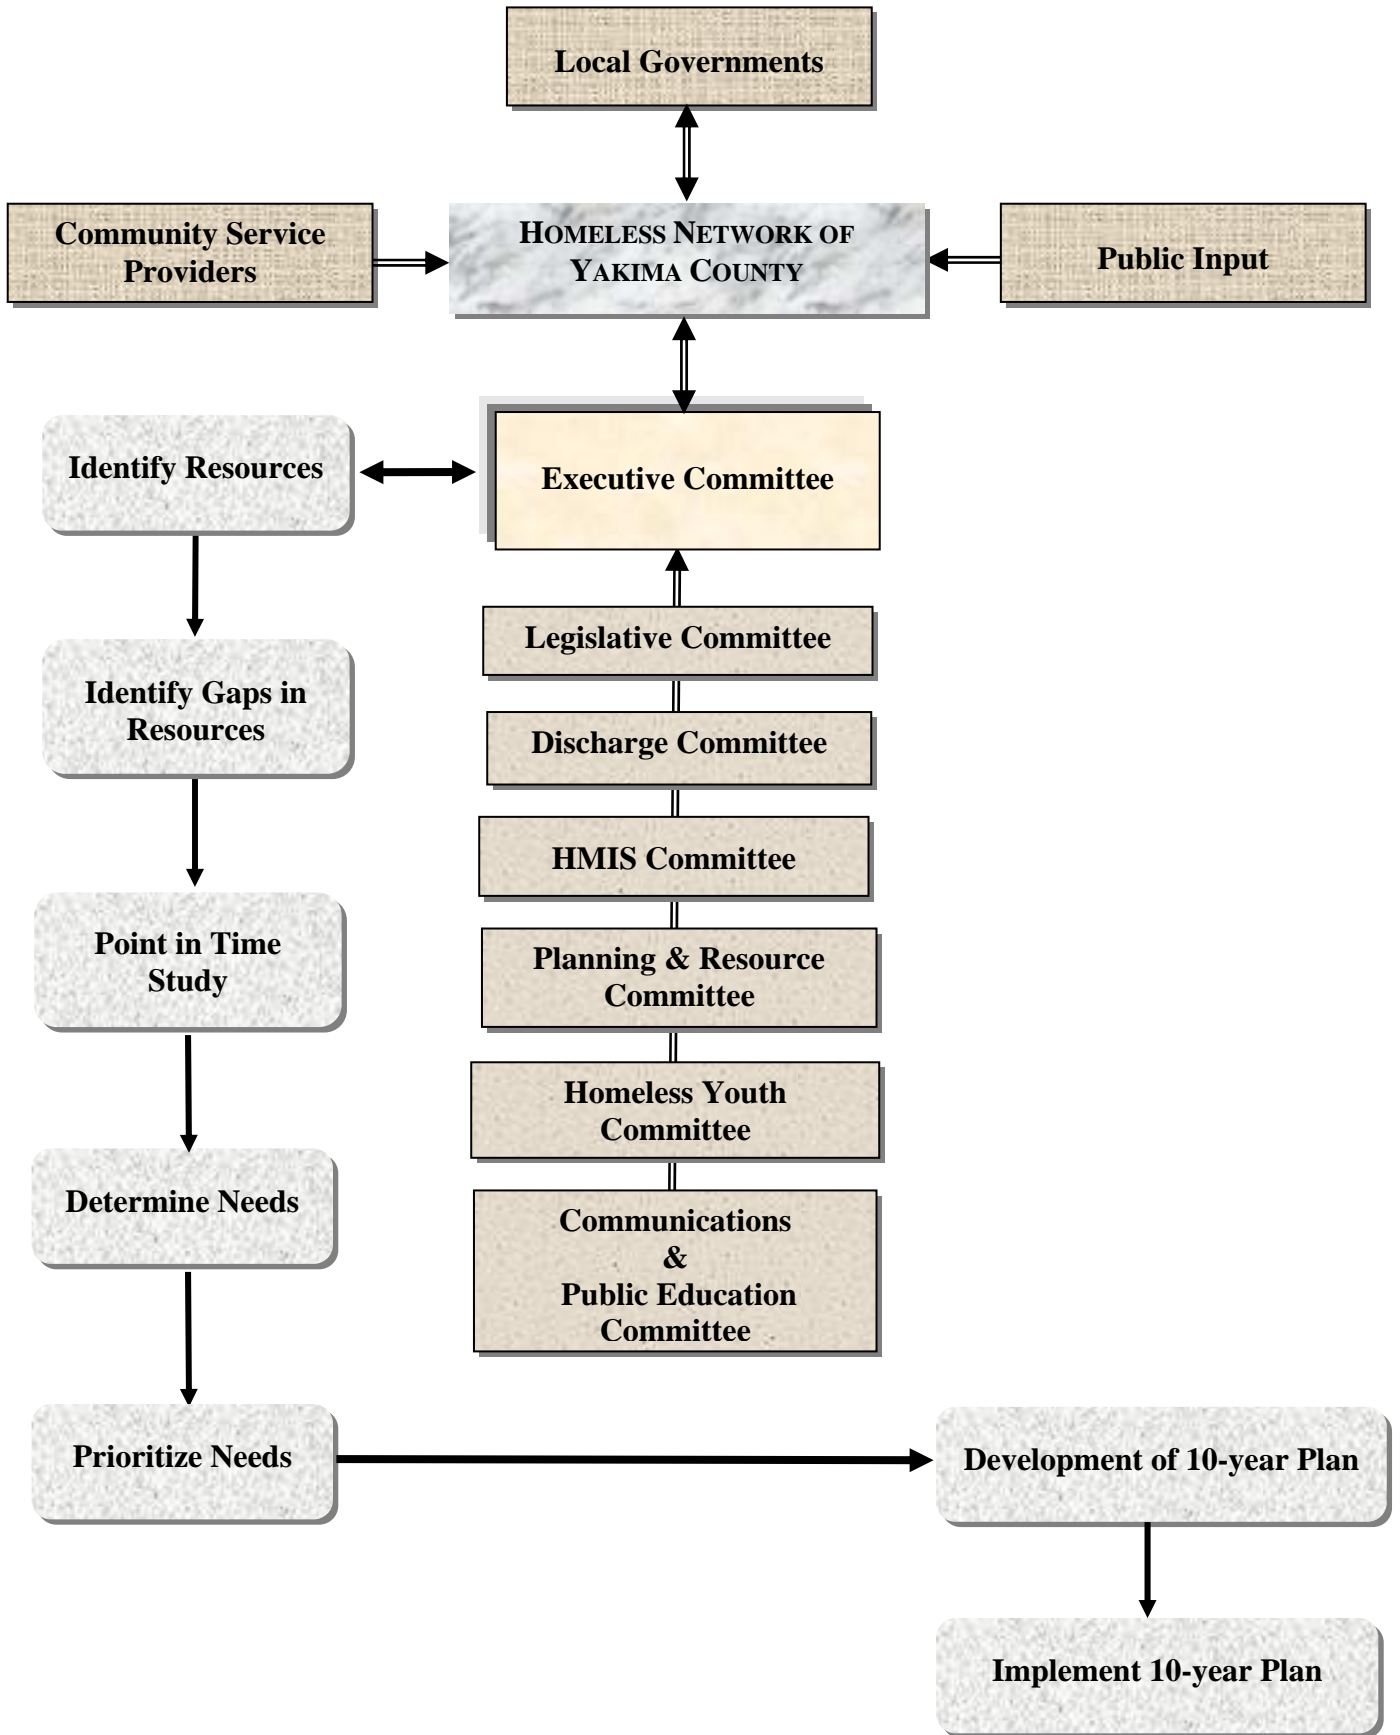 Local Governments
Community Service
Providers
HOMELESS NETWORK OF
YAKIMA COUNTY
Public Input
Identify Resources
Executive Committee
Legislative Committee
Identify Gaps in
Resources
Discharge Committee
HMIS Committee
Point in Time
Study
Planning & Resource
Committee
Homeless Youth
Committee
Determine Needs
Communications
&
Public Education
Committee
Prioritize Needs
Development of 10-year Plan
Implement 10-year Plan